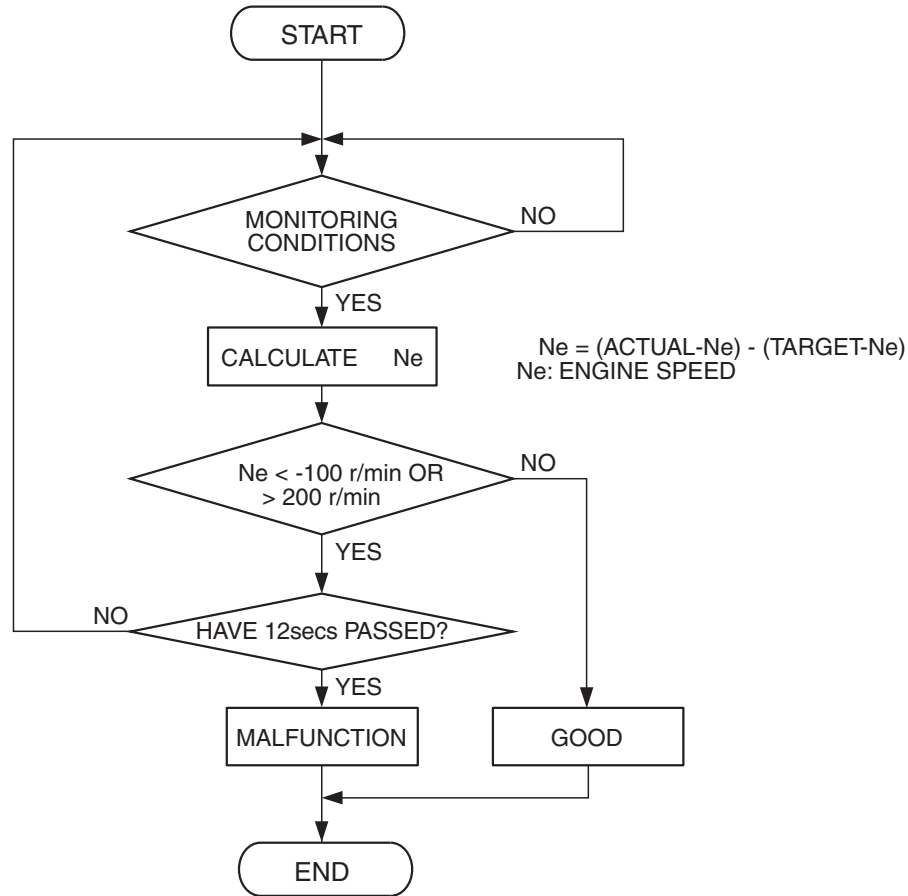 START
MONITORING
CONDITIONS
NO
YES
CALCULATE Ne
Ne = (ACTUAL-Ne) - (TARGET-Ne)
Ne: ENGINE SPEED
Ne < -100 r/min OR
> 200 r/min
NO
YES
NO
HAVE 12secs PASSED?
YES
MALFUNCTION
GOOD
END